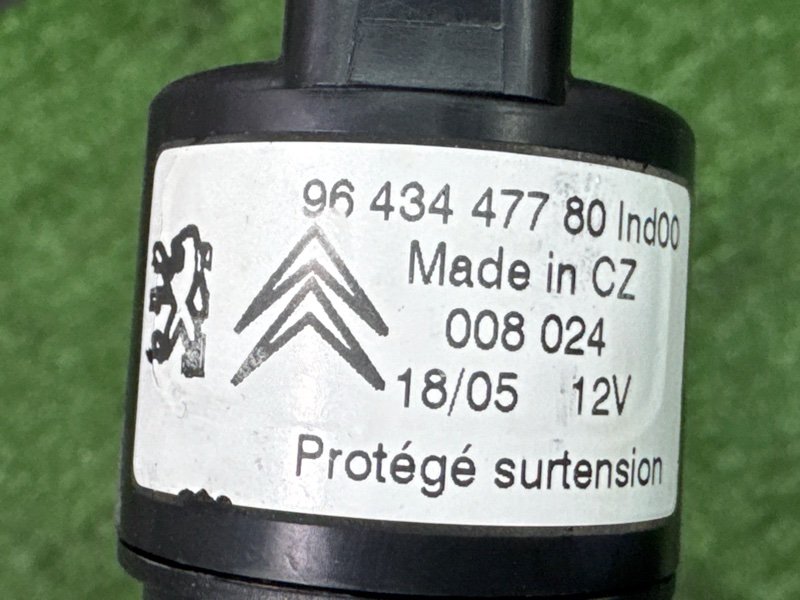 96 434 477 80 Ind00
Made in CZ
008 024
18/05 12V
Protégé surtension